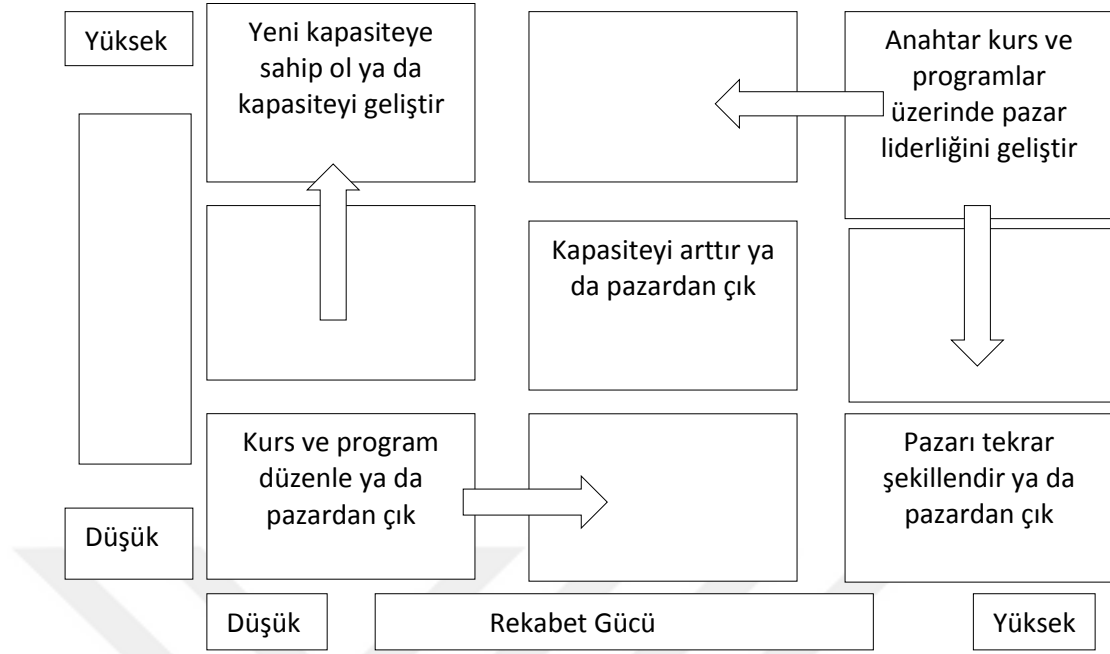 Yüksek
Yeni kapasiteye
sahip ol ya da
kapasiteyi geliştir
Anahtar kurs ve
programlar
üzerinde pazar
liderliğini geliştir
Kapasiteyi arttır ya
da pazardan çık
Kurs ve program
düzenle ya da
pazardan çık
Pazarı tekrar
şekillendir ya da
pazardan çık
Düşük
Düşük
Rekabet Gücü
Yüksek